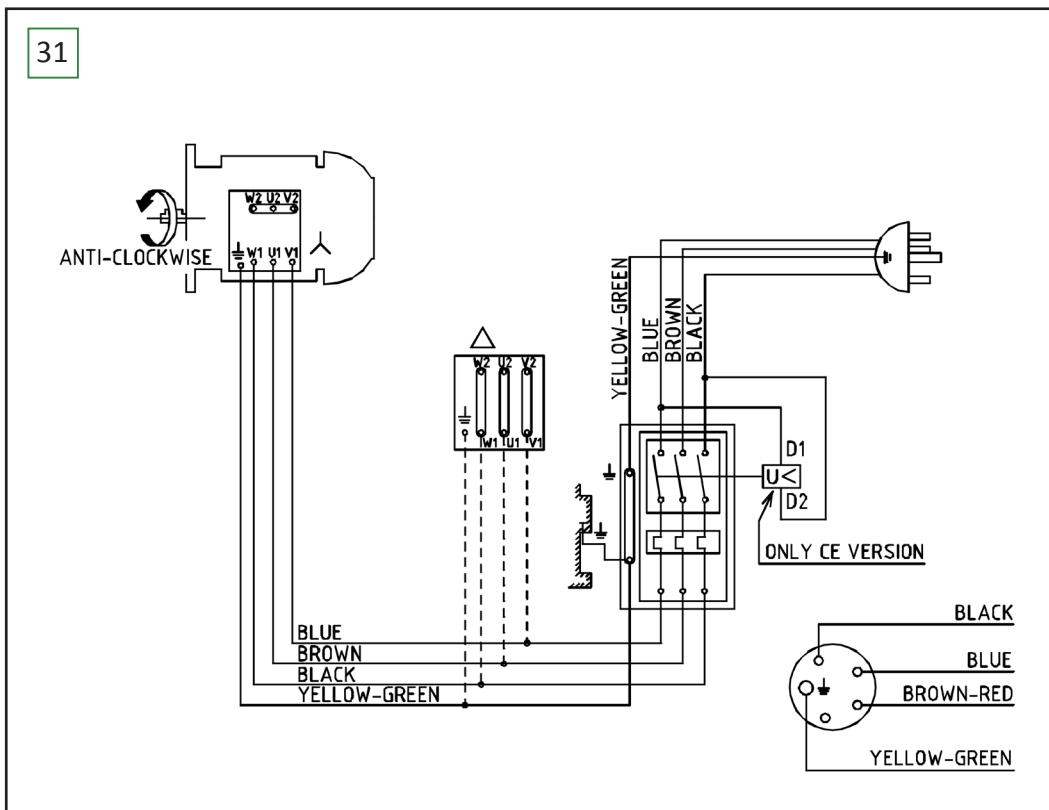 31
W2 U2 V2
W1 U1 V1
ANTI-CLOCKWISE
YELLOW-GREEN
BLUE
BROWN
BLACK
W2 U2 V2
W1 U1 V1
D1
U<
D2
ONLY CE VERSION
BLUE
BROWN
BLACK
YELLOW-GREEN
BLACK
BLUE
BROWN-RED
YELLOW-GREEN